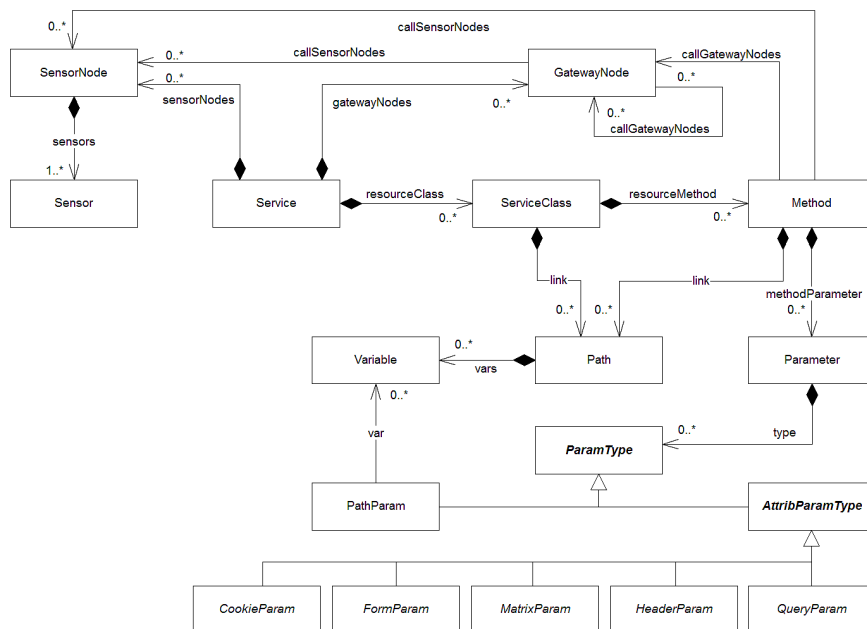 0..*
callSensorNodes
callSensorNodes
callGatewayNodes
0..*
SensorNode
GatewayNode
0..*
0..*
sensorNodes
gatewayNodes
0..*
0..*
callGatewayNodes
sensors
1..*
resourceClass
resourceMethod
Sensor
Service
ServiceClass
Method
0..*
0..*
link
link
methodParameter
0..*
0..*
0..*
0..*
Variable
Path
Parameter
vars
0..*
var
0..*
type
ParamType
PathParam
AttribParamType
CookieParam
FormParam
MatrixParam
HeaderParam
QueryParam